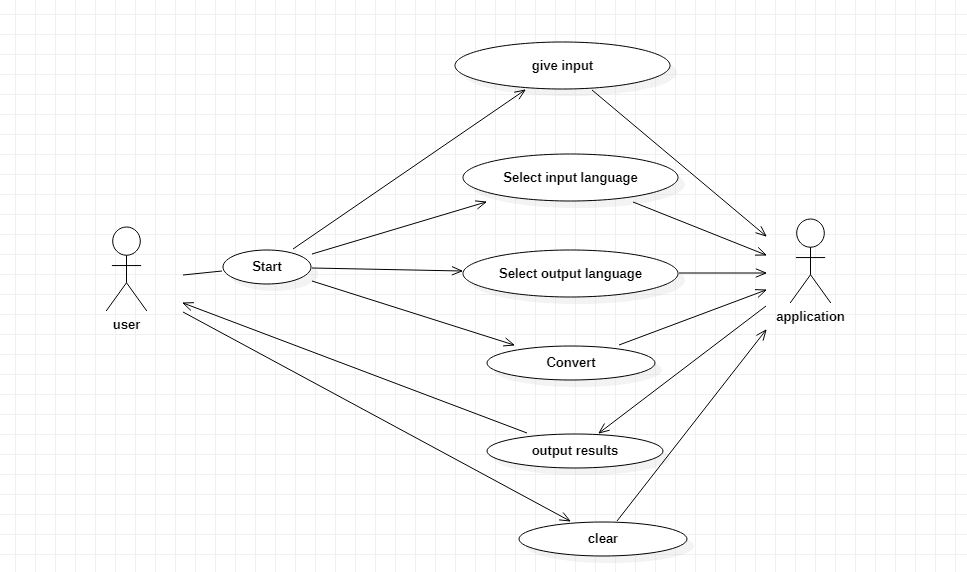 give input
Select input language
Start
Select output language
user
application
Convert
output results
clear